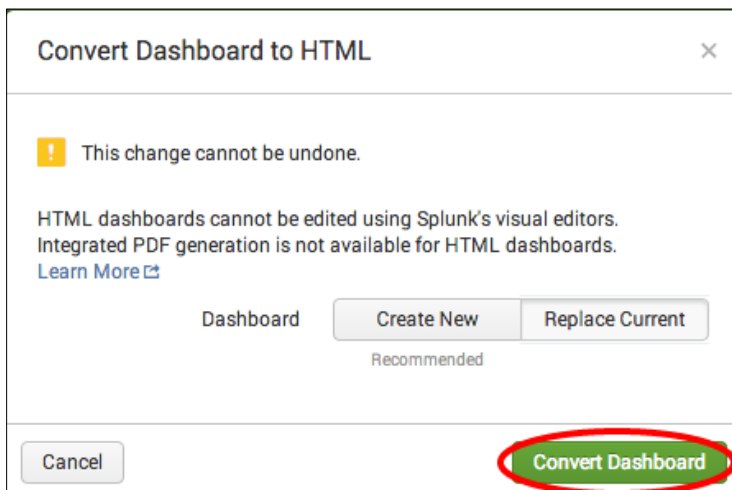 Convert Dashboard to HTML
This change cannot be undone.
HTML dashboards cannot be edited using Splunk's visual editors.
Integrated PDF generation is not available for HTML dashboards.
Learn More
Dashboard Create New Replace Current
Recommended
Cancel Convert Dashboard